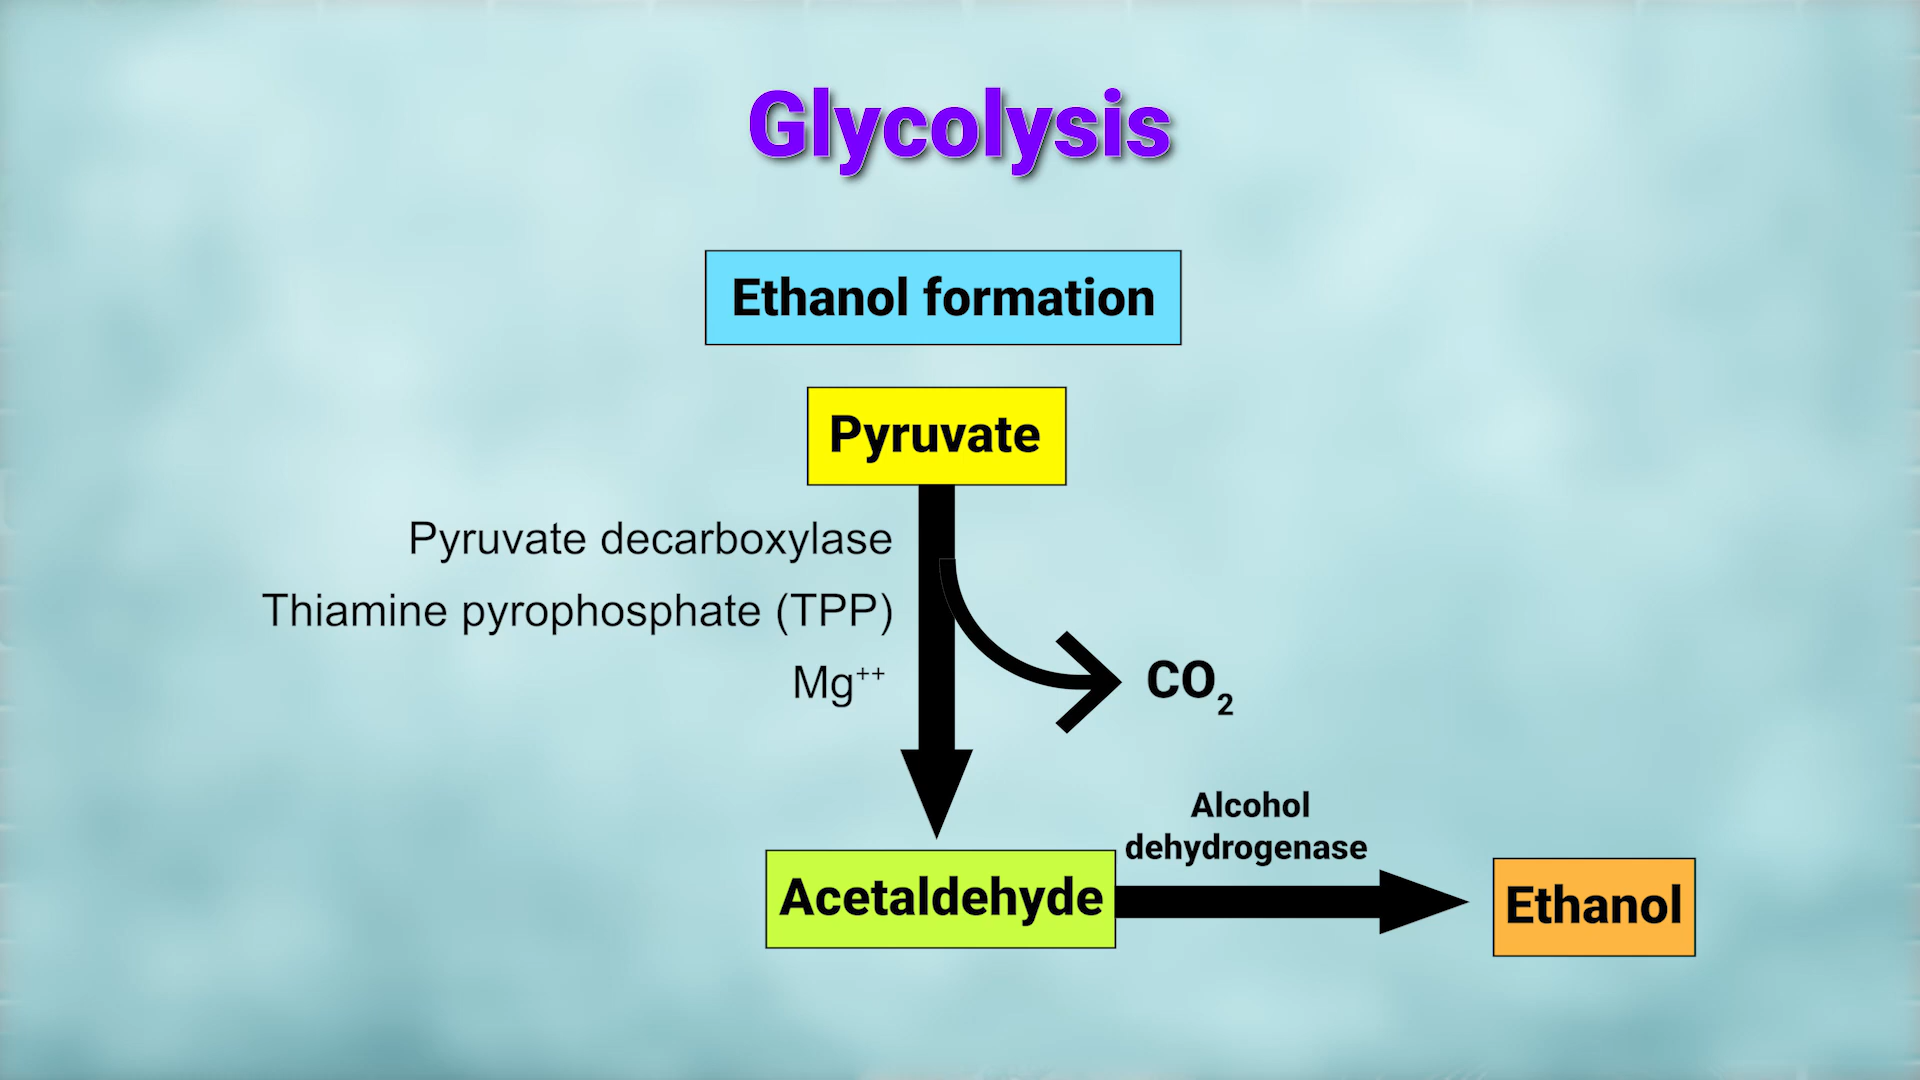 Glycolysis
Ethanol formation
Pyruvate
Pyruvate decarboxylase
Thiamine pyrophosphate (TPP)
Mg⁺⁺
CO₂
Alcohol
dehydrogenase
Acetaldehyde
Ethanol